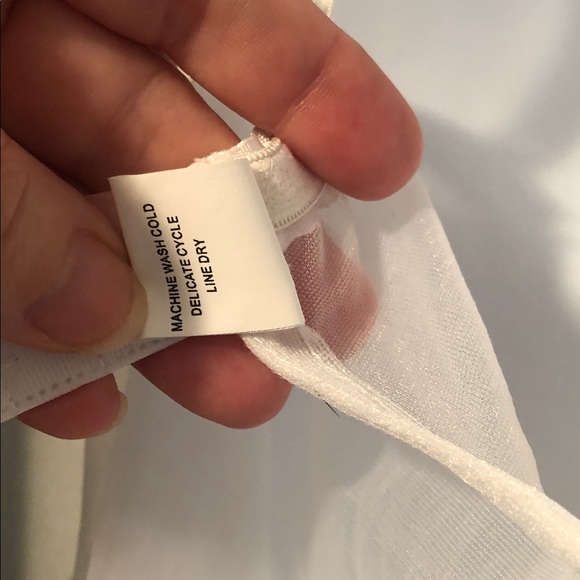 MACHINE WASH COLD
DELICATE CYCLE
LINE DRY